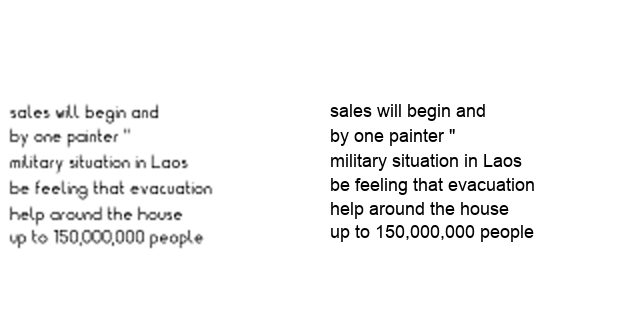 sales will begin and
by one painter "
military situation in Laos
be feeling that evacuation
help around the house
up to 150,000,000 people
sales will begin and
by one painter "
military situation in Laos
be feeling that evacuation
help around the house
up to 150,000,000 people